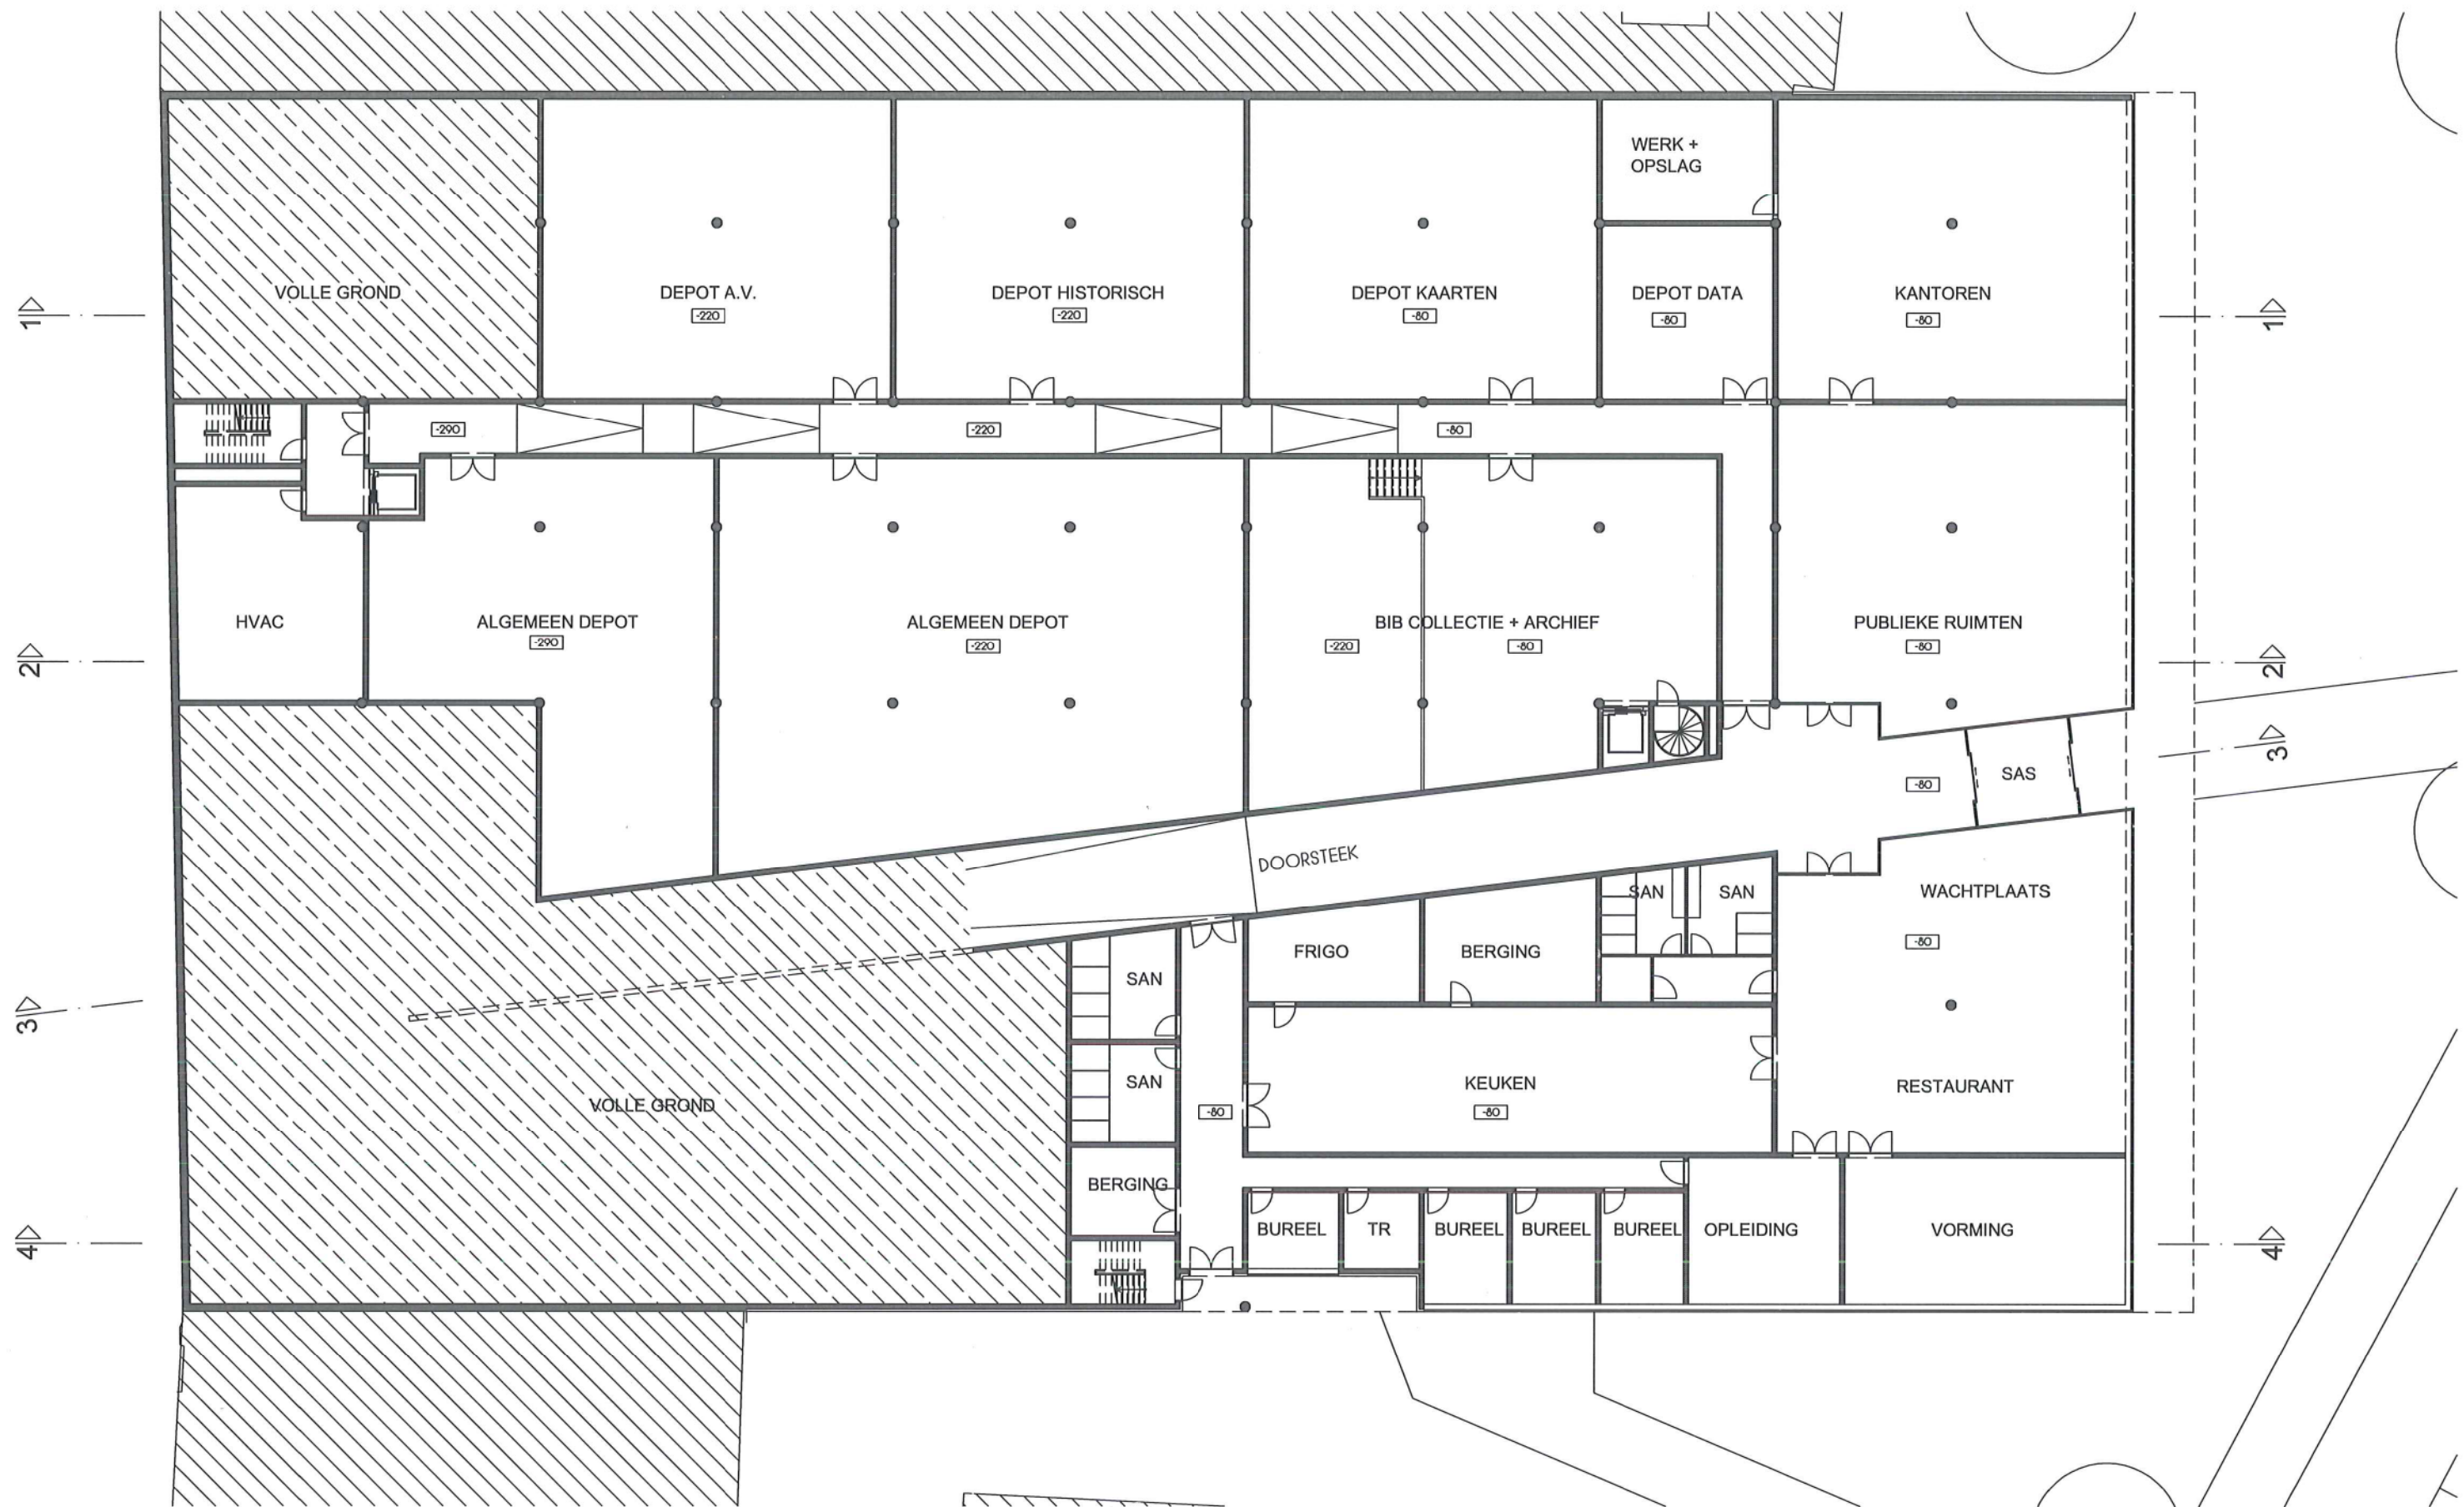 WERK +
OPSLAG
VOLLE GROND
DEPOT A.V.
DEPOT HISTORISCH
DEPOT KAARTEN
DEPOT DATA
KANTOREN
1
-220
-220
-80
-80
-80
1
-290
-220
-80
HVAC
ALGEMEEN DEPOT
ALGEMEEN DEPOT
BIB COLLECTIE + ARCHIEF
PUBLIEKE RUIMTEN
-290
-220
-220
-80
-80
2
2
3
-80
SAS
DOORSTEEK
SAN
SAN
WACHTPLAATS
-80
FRIGO
BERGING
SAN
3
SAN
KEUKEN
RESTAURANT
VOLLE GROND
-80
-80
BERGING
BUREEL
TR
BUREEL
BUREEL
BUREEL
OPLEIDING
VORMING
4
4